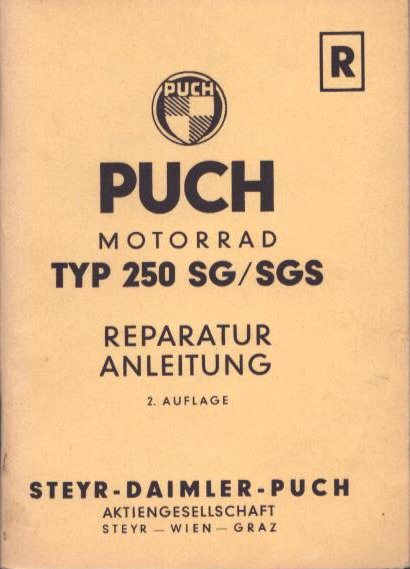 R
PUCH
PUCH
MOTORRAD
TYP 250 SG/SGS
REPARATUR
ANLEITUNG
2. AUFLAGE
STEYR-DAIMLER-PUCH
AKTIENGESELLSCHAFT
STEYR — WIEN — GRAZ